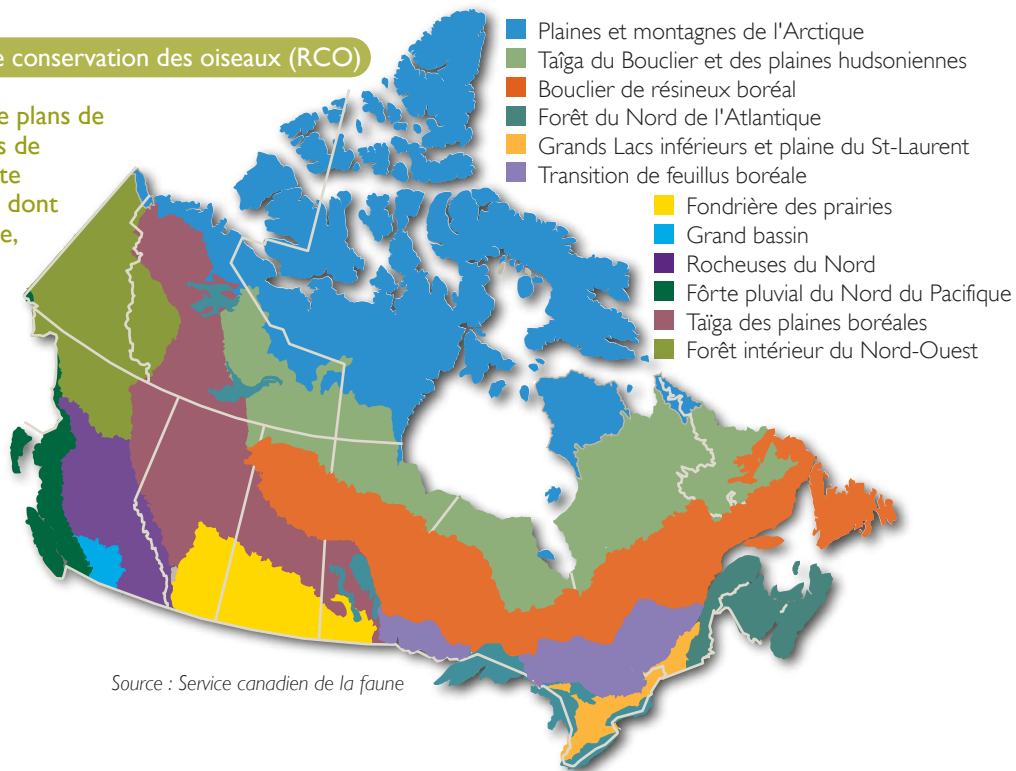 e conservation des oiseaux (RCO)
e plans de
s de
te
dont
e,
Plaines et montagnes de l'Arctique
Taîga du Bouclier et des plaines hudsoniennes
Bouclier de résineux boréal
Forêt du Nord de l'Atlantique
Grands Lacs inférieurs et plaine du St-Laurent
Transition de feuillus boréale
Fondrière des prairies
Grand bassin
Rocheuses du Nord
Fôrte pluvial du Nord du Pacifique
Taïga des plaines boréales
Forêt intérieur du Nord-Ouest
Source : Service canadien de la faune